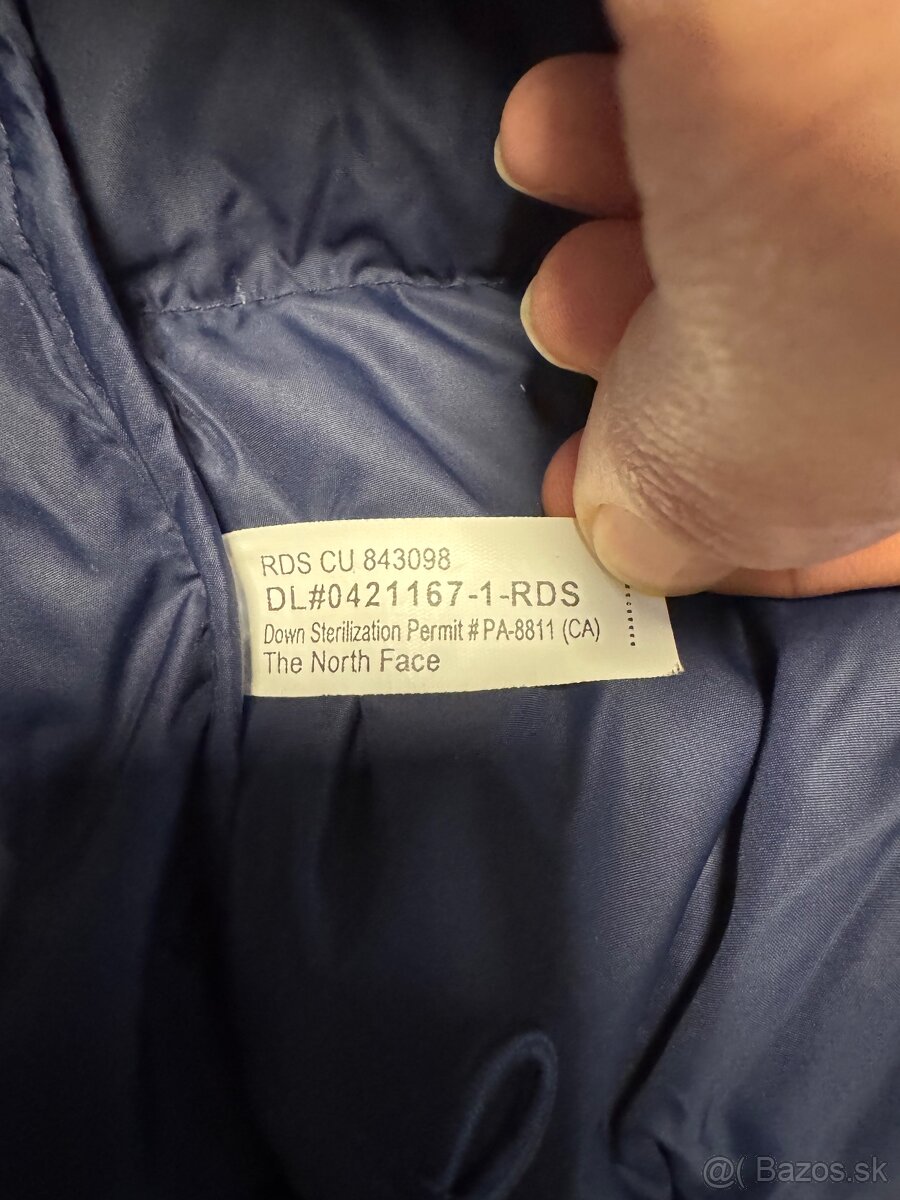 RDS CU 843098
DL#0421167-1-RDS
Down Sterilization Permit # PA-8811 (CA)
The North Face
@( Bazos.sk